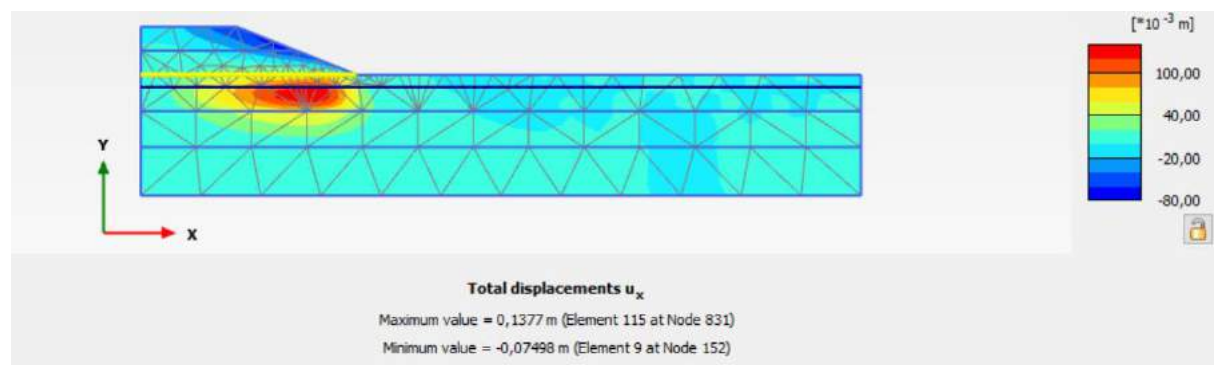 [*10 -3 m]
100,00
40,00
-20,00
-80,00
Y
X
Total displacements ux
Maximum value = 0,1377 m (Element 115 at Node 831)
Minimum value = -0,07498 m (Element 9 at Node 152)